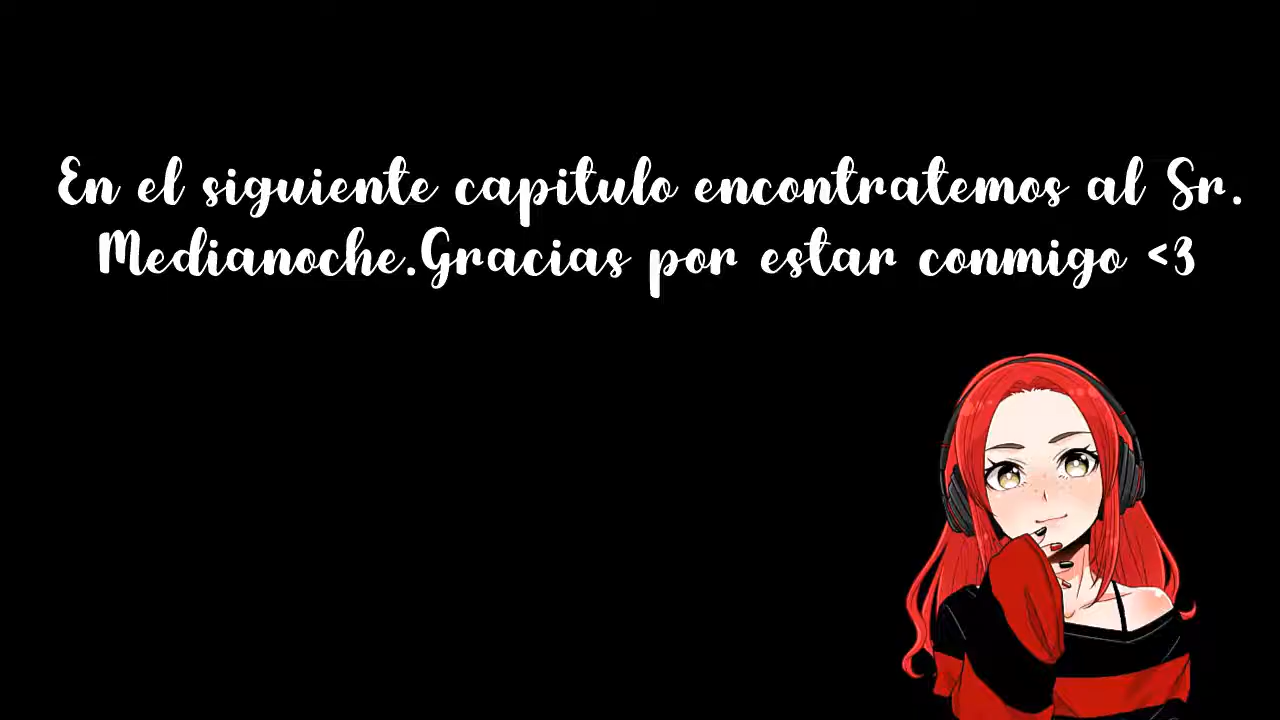 En el siguiente capitulo encontratemos al Sr.
Medianoche.Gracias por estar conmigo <3